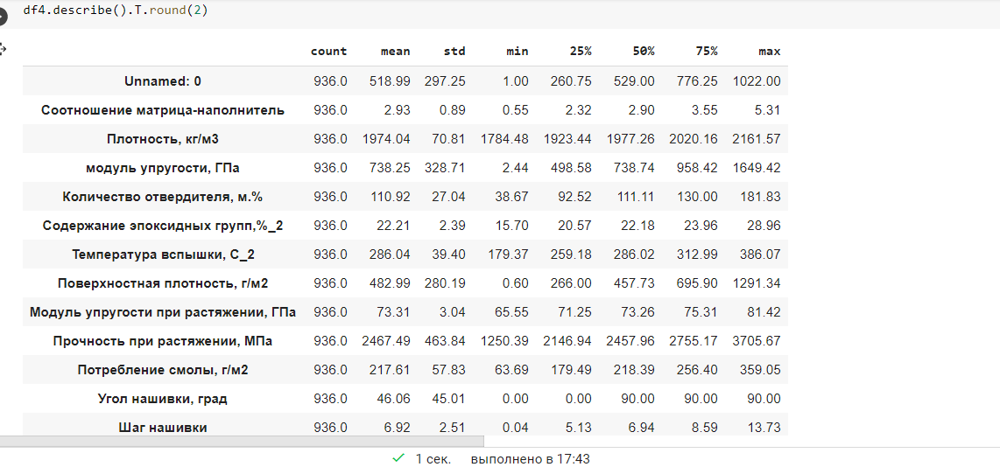 df4.describe().T.round(2)
count mean std min 25% 50% 75% max
Unnamed: 0 936.0 518.99 297.25 1.00 260.75 529.00 776.25 1022.00
Соотношение матрица-наполнитель 936.0 2.93 0.89 0.55 2.32 2.90 3.55 5.31
Плотность, кг/м3 936.0 1974.04 70.81 1784.48 1923.44 1977.26 2020.16 2161.57
модуль упругости, ГПа 936.0 738.25 328.71 2.44 498.58 738.74 958.42 1649.42
Количество отвердителя, м.% 936.0 110.92 27.04 38.67 92.52 111.11 130.00 181.83
Содержание эпоксидных групп,%_2 936.0 22.21 2.39 15.70 20.57 22.18 23.96 28.96
Температура вспышки, С_2 936.0 286.04 39.40 179.37 259.18 286.02 312.99 386.07
Поверхностная плотность, г/м2 936.0 482.99 280.19 0.60 266.00 457.73 695.90 1291.34
Модуль упругости при растяжении, ГПа 936.0 73.31 3.04 65.55 71.25 73.26 75.31 81.42
Прочность при растяжении, МПа 936.0 2467.49 463.84 1250.39 2146.94 2457.96 2755.17 3705.67
Потребление смолы, г/м2 936.0 217.61 57.83 63.69 179.49 218.39 256.40 359.05
Угол нашивки, град 936.0 46.06 45.01 0.00 0.00 90.00 90.00 90.00
Шаг нашивки 936.0 6.92 2.51 0.04 5.13 6.94 8.59 13.73
1 сек. выполнено в 17:43